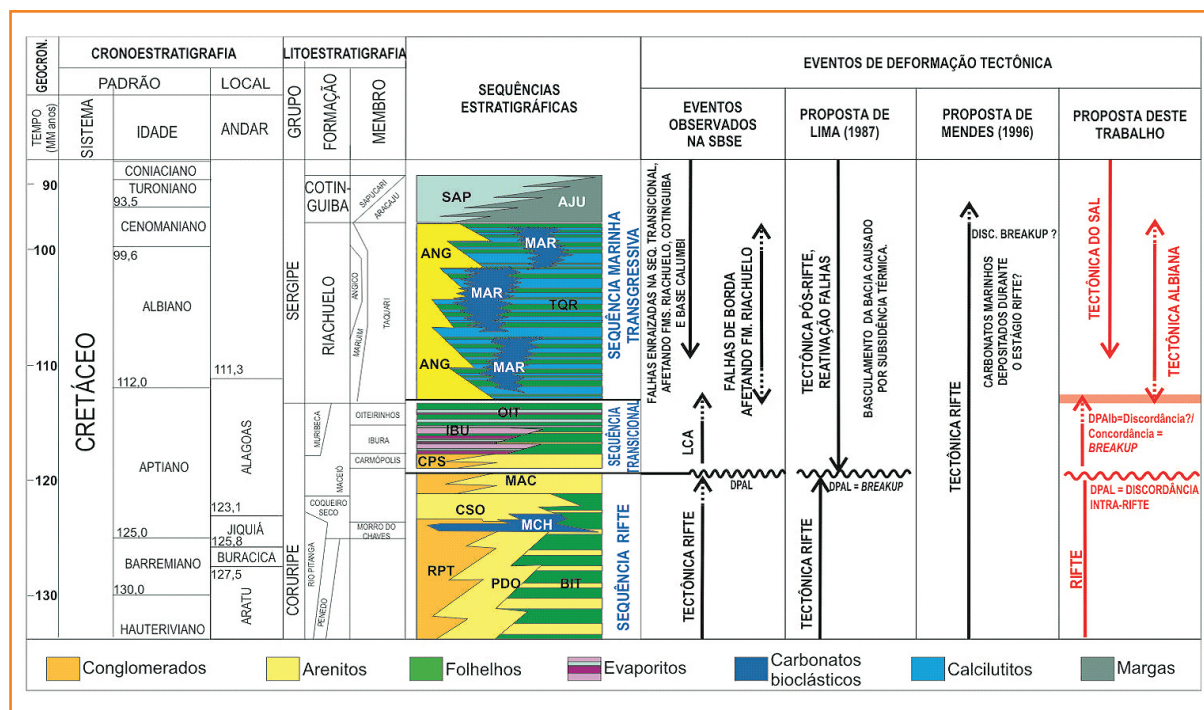 GEOCRON.
CRONOESTRATIGRAFIA
LITOESTRATIGRAFIA
SEQUÊNCIAS
ESTRATIGRÁFICAS
EVENTOS DE DEFORMAÇÃO TECTÔNICA
PADRÃO
LOCAL
TEMPO
(MM anos)
SISTEMA
IDADE
ANDAR
GRUPO
FORMAÇÃO
MEMBRO
EVENTOS
OBSERVADOS
NA SBSE
PROPOSTA DE
LIMA (1987)
PROPOSTA DE
MENDES (1996)
PROPOSTA DESTE
TRABALHO
90
100
110
120
130
CRETÁCEO
CONIACIANO
TURONIANO
93,5
CENOMANIANO
99,6
ALBIANO
112,0
APTIANO
125,0
BARREMIANO
130,0
HAUTERIVIANO
111,3
ALAGOAS
123,1
JIQUIÁ
125,8
BURACICA
127,5
ARATU
SERGIPE
CORURIPE
COTIN-
GUIBA
RIACHUELO
MURIBECA
MACEIÓ
COQUEIRO
SECO
RIO PITANGA
PENEDO
SAPUCARI
ARACAJU
ANGICO
MARUIM
TAQUARI
OITEIRINHOS
IBURA
CARMÓPOLIS
MORRO DO
CHAVES
SAP
AJU
ANG
MAR
MAR
TQR
MAR
ANG
OIT
IBU
CPS
MAC
CSO
MCH
RPT
PDO
BIT
SEQUÊNCIA MARINHA
TRANSGRESSIVA
SEQUÊNCIA
TRANSICIONAL
SEQUÊNCIA RIFTE
FALHAS ENRAIZADAS NA SEQ. TRANSICIONAL,
AFETANDO FMS. RIACHUELO, COTINGUIBA
E BASE CALUMBI
FALHAS DE BORDA
AFETANDO FM. RIACHUELO
LCA
DPAL
TECTÔNICA RIFTE
TECTÔNICA PÓS-RIFTE,
REATIVAÇÃO FALHAS
BASCULAMENTO DA BACIA CAUSADO
POR SUBSIDÊNCIA TÉRMICA.
DPAL = BREAKUP
TECTÔNICA RIFTE
DISC. BREAKUP ?
CARBONATOS MARINHOS
DEPOSITADOS DURANTE
O ESTÁGIO RIFTE?
TECTÔNICA RIFTE
TECTÔNICA DO SAL
TECTÔNICA ALBIANA
DPAlb=Discordância?/
Concordância =
BREAKUP
DPAL = DISCORDÂNCIA
INTRA-RIFTE
RIFTE
Conglomerados
Arenitos
Folhelhos
Evaporitos
Carbonatos
bioclásticos
Calcilutitos
Margas